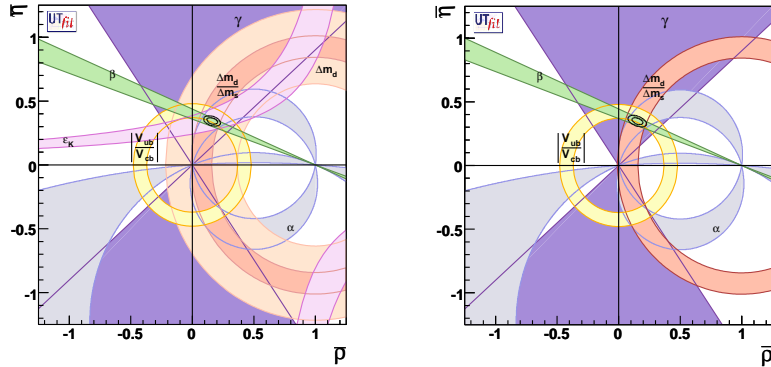 η̅
UTfit
γ
1
β
Δm_d
Δm_s
Δm_d
0.5
ε_K
|V_ub
V_cb|
0
α
-0.5
-1
-1 -0.5 0 0.5 1
ρ̅
η̅
UTfit
γ
1
β
Δm_d
Δm_s
0.5
|V_ub
V_cb|
0
α
-0.5
-1
-1 -0.5 0 0.5 1
ρ̅